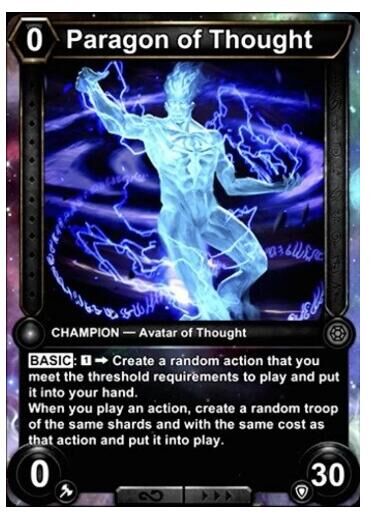 0 Paragon of Thought
CHAMPION — Avatar of Thought
BASIC: 1 ➡ Create a random action that you
meet the threshold requirements to play and put
it into your hand.
When you play an action, create a random troop
of the same shards and with the same cost as
that action and put it into play.
0 30